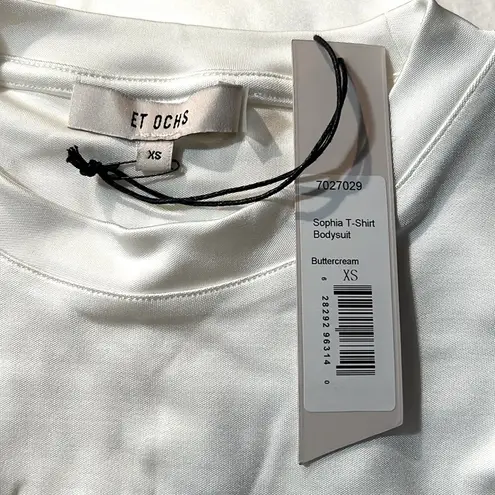 ET OCHS
XS
7027029
Sophia T-Shirt
Bodysuit
Buttercream
XS
8 28292 96314 0